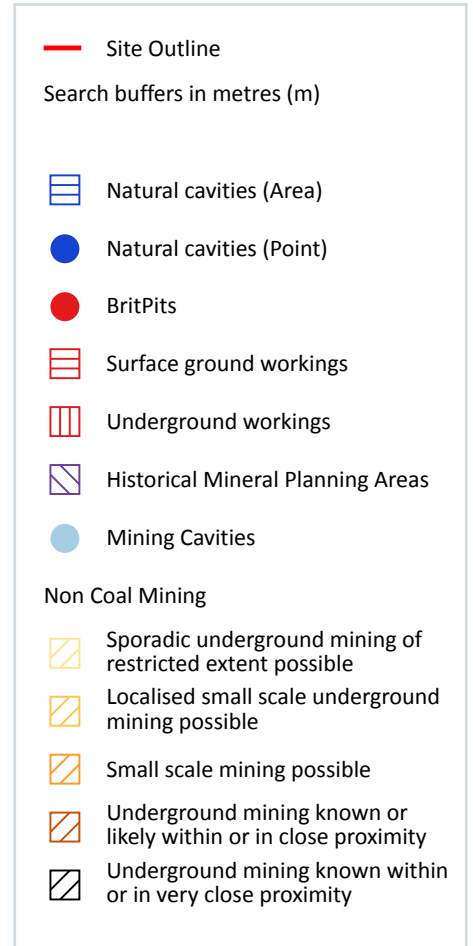 Site Outline
Search buffers in metres (m)
Natural cavities (Area)
Natural cavities (Point)
BritPits
Surface ground workings
Underground workings
Historical Mineral Planning Areas
Mining Cavities
Non Coal Mining
Sporadic underground mining of
restricted extent possible
Localised small scale underground
mining possible
Small scale mining possible
Underground mining known or
likely within or in close proximity
Underground mining known within
or in very close proximity